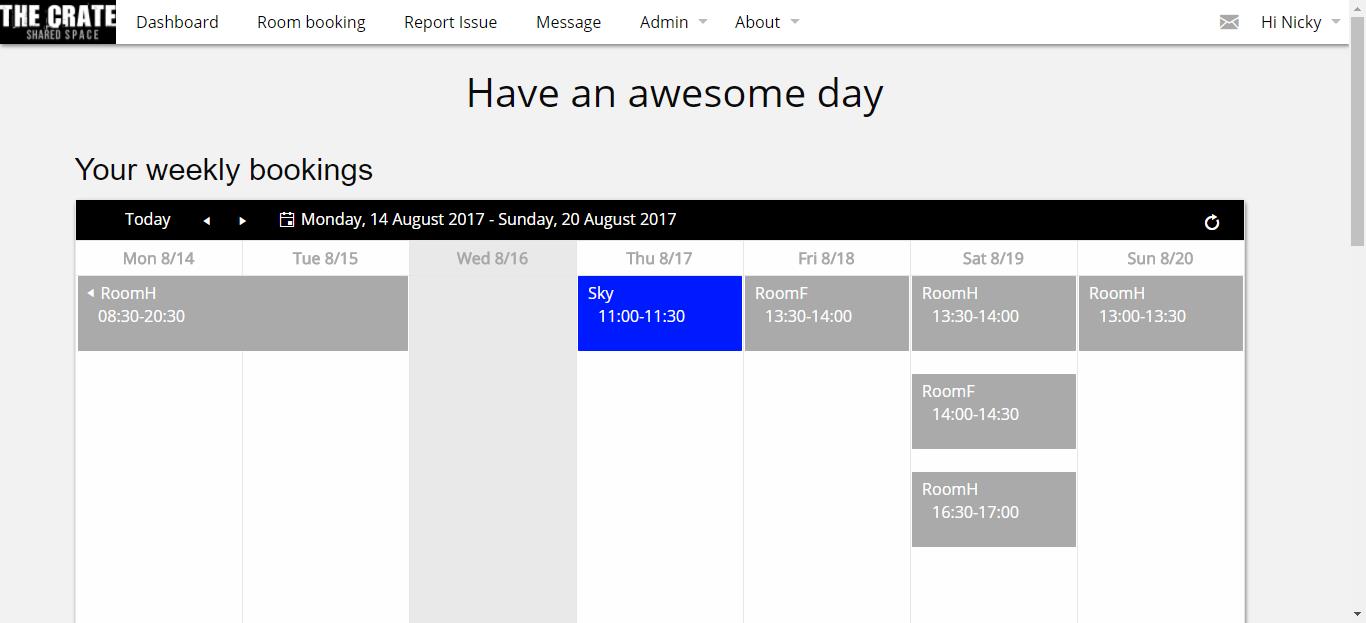 THE CRATE
SHARED SPACE
Dashboard
Room booking
Report Issue
Message
Admin
About
Hi Nicky
Have an awesome day
Your weekly bookings
Today
Monday, 14 August 2017 - Sunday, 20 August 2017
Mon 8/14
Tue 8/15
Wed 8/16
Thu 8/17
Fri 8/18
Sat 8/19
Sun 8/20
RoomH
08:30-20:30
Sky
11:00-11:30
RoomF
13:30-14:00
RoomH
13:30-14:00
RoomH
13:00-13:30
RoomF
14:00-14:30
RoomH
16:30-17:00